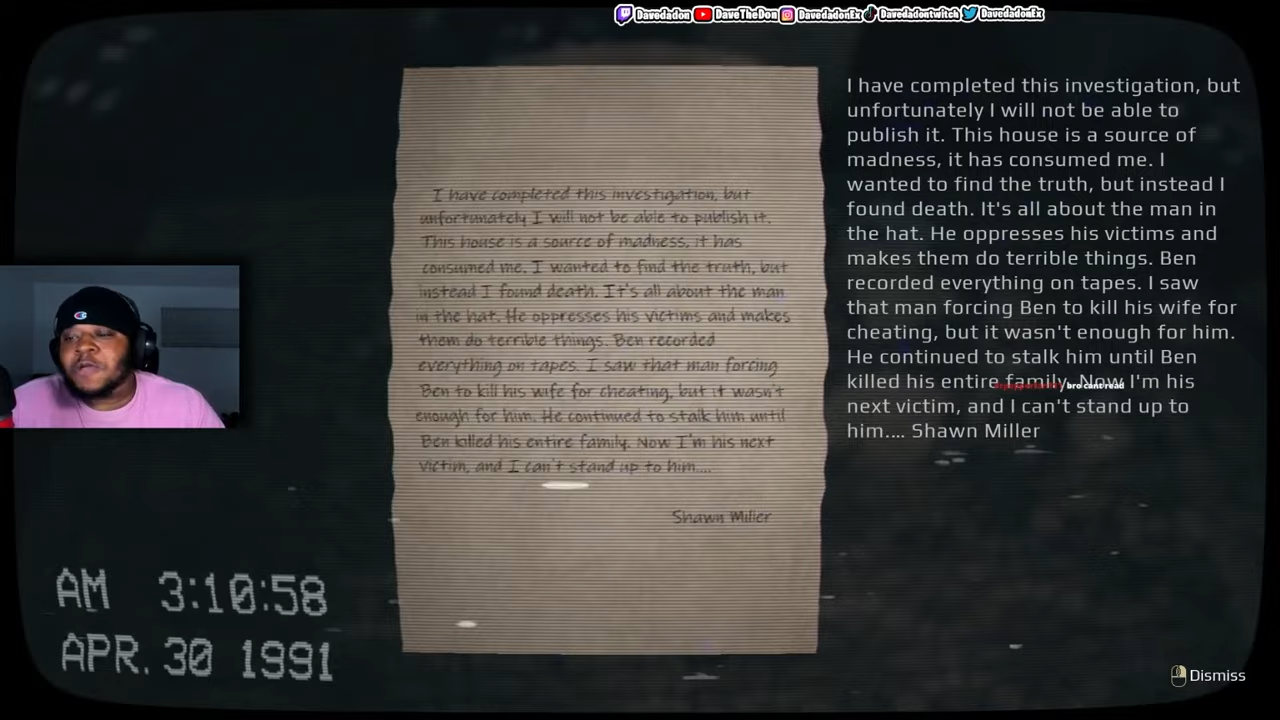 Davedadon DaveTheDon DavedadonEx Davedadontwitch DavedadonEx
I have completed this investigation, but
unfortunately I will not be able to publish it.
This house is a source of madness, it has
consumed me. I wanted to find the truth, but
instead I found death. It's all about the man
in the hat. He oppresses his victims and makes
them do terrible things. Ben recorded
everything on tapes. I saw that man forcing
Ben to kill his wife for cheating, but it wasn't
enough for him. He continued to stalk him until
Ben killed his entire family. Now I'm his next
victim, and I can't stand up to him....
Shawn Miller
I have completed this investigation, but
unfortunately I will not be able to
publish it. This house is a source of
madness, it has consumed me. I
wanted to find the truth, but instead I
found death. It's all about the man in
the hat. He oppresses his victims and
makes them do terrible things. Ben
recorded everything on tapes. I saw
that man forcing Ben to kill his wife for
cheating, but it wasn't enough for him.
He continued to stalk him until Ben
killed his entire family. Now I'm his
next victim, and I can't stand up to
him.... Shawn Miller
bro cant read
AM 3:10:58
APR. 30 1991
Dismiss